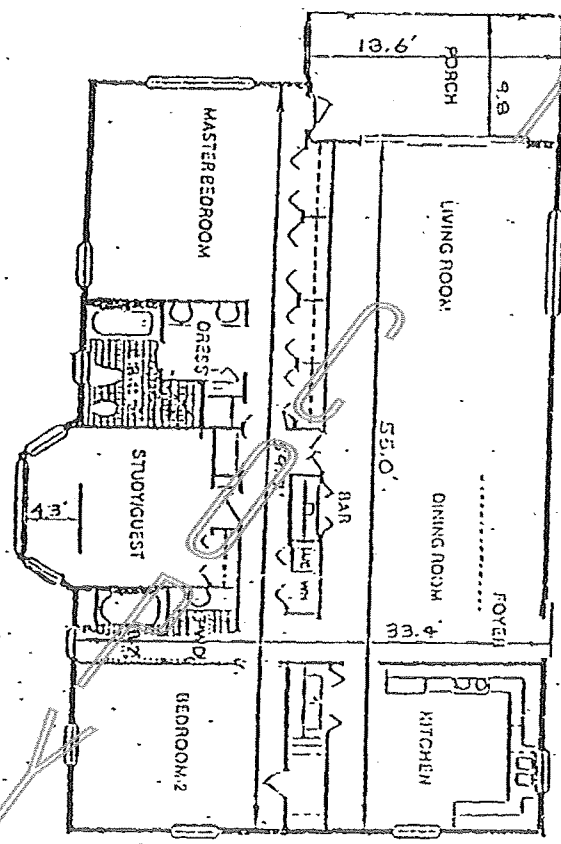 PORCH
13.6'
9.8
LIVING ROOM
MASTER BEDROOM
DRESS
55.0'
BAR
DINING ROOM
FOYER
STUDY/GUEST
4.3'
33.4'
KITCHEN
BEDROOM 2